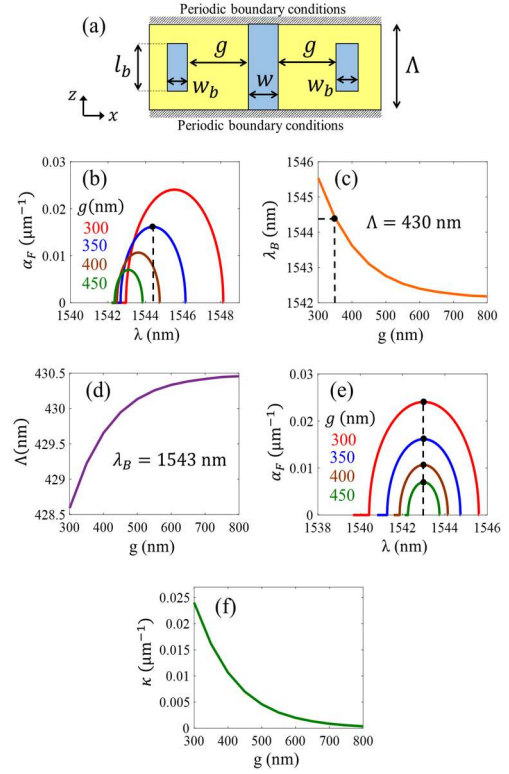 Periodic boundary conditions
(a)
g
g
l_b
w_b
w
w_b
Λ
z
x
Periodic boundary conditions
(b)
α_F (μm⁻¹)
0.03
0.02
0.01
0
g(nm)
300
350
400
450
1540 1542 1544 1546 1548
λ (nm)
(c)
λ_B (nm)
1546
1545
1544
1543
1542
Λ = 430 nm
300 400 500 600 700 800
g (nm)
(d)
Λ(nm)
430.5
430
429.5
429
428.5
λ_B = 1543 nm
300 400 500 600 700 800
g (nm)
(e)
α_F (μm⁻¹)
0.03
0.02
0.01
0
g (nm)
300
350
400
450
1538 1540 1542 1544 1546
λ (nm)
(f)
κ (μm⁻¹)
0.025
0.02
0.015
0.01
0.005
0
300 400 500 600 700 800
g (nm)